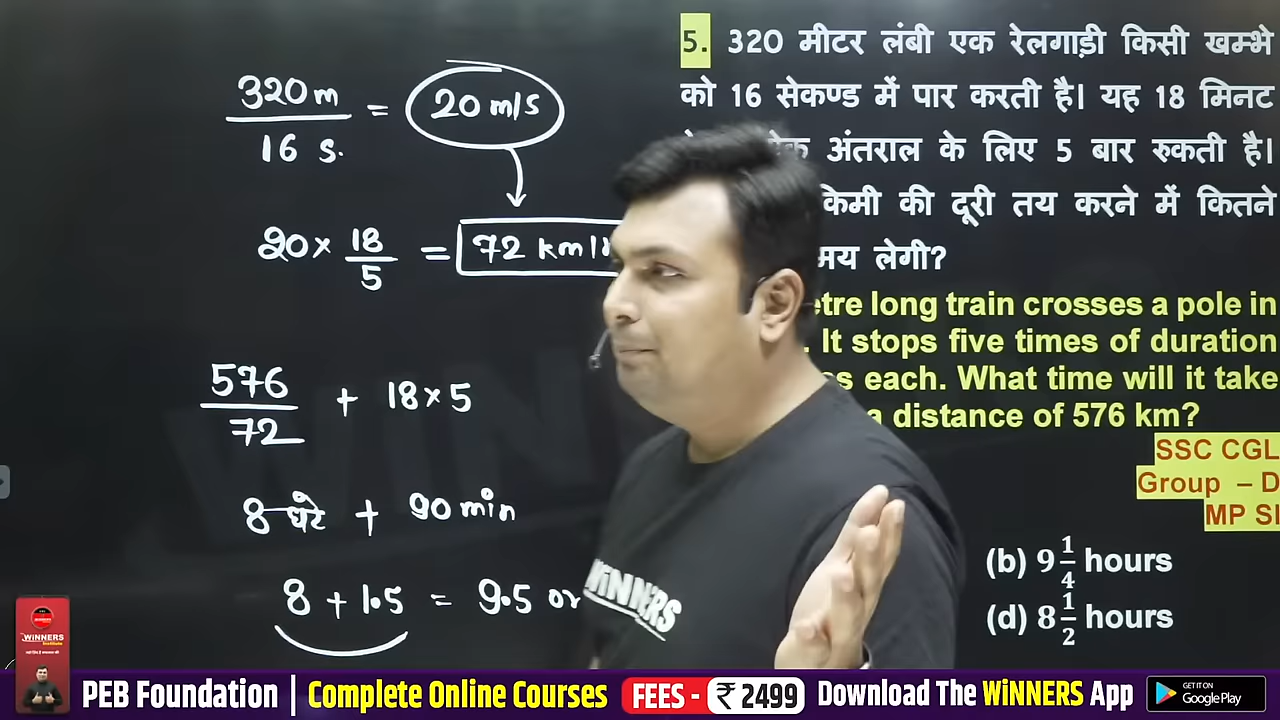 320m
16 s.
= 20 m/s
20 × 18/5 = 72 km/h
576/72 + 18×5
8 घंटे + 90 min
8 + 1.5 = 9.5 or
5. 320 मीटर लंबी एक रेलगाड़ी किसी खम्भे
को 16 सेकण्ड में पार करती है। यह 18 मिनट
अंतराल के लिए 5 बार रुकती है।
किमी की दूरी तय करने में कितने
लेगी?
long train crosses a pole in
. It stops five times of duration
each. What time will it take
a distance of 576 km?
SSC CGL
Group – D
MP SI
(b) 9 1/4 hours
(d) 8 1/2 hours
WiNNERS
WiNNERS
PEB Foundation | Complete Online Courses FEES - ₹ 2499 Download The WiNNERS App
GET IT ON
Google Play